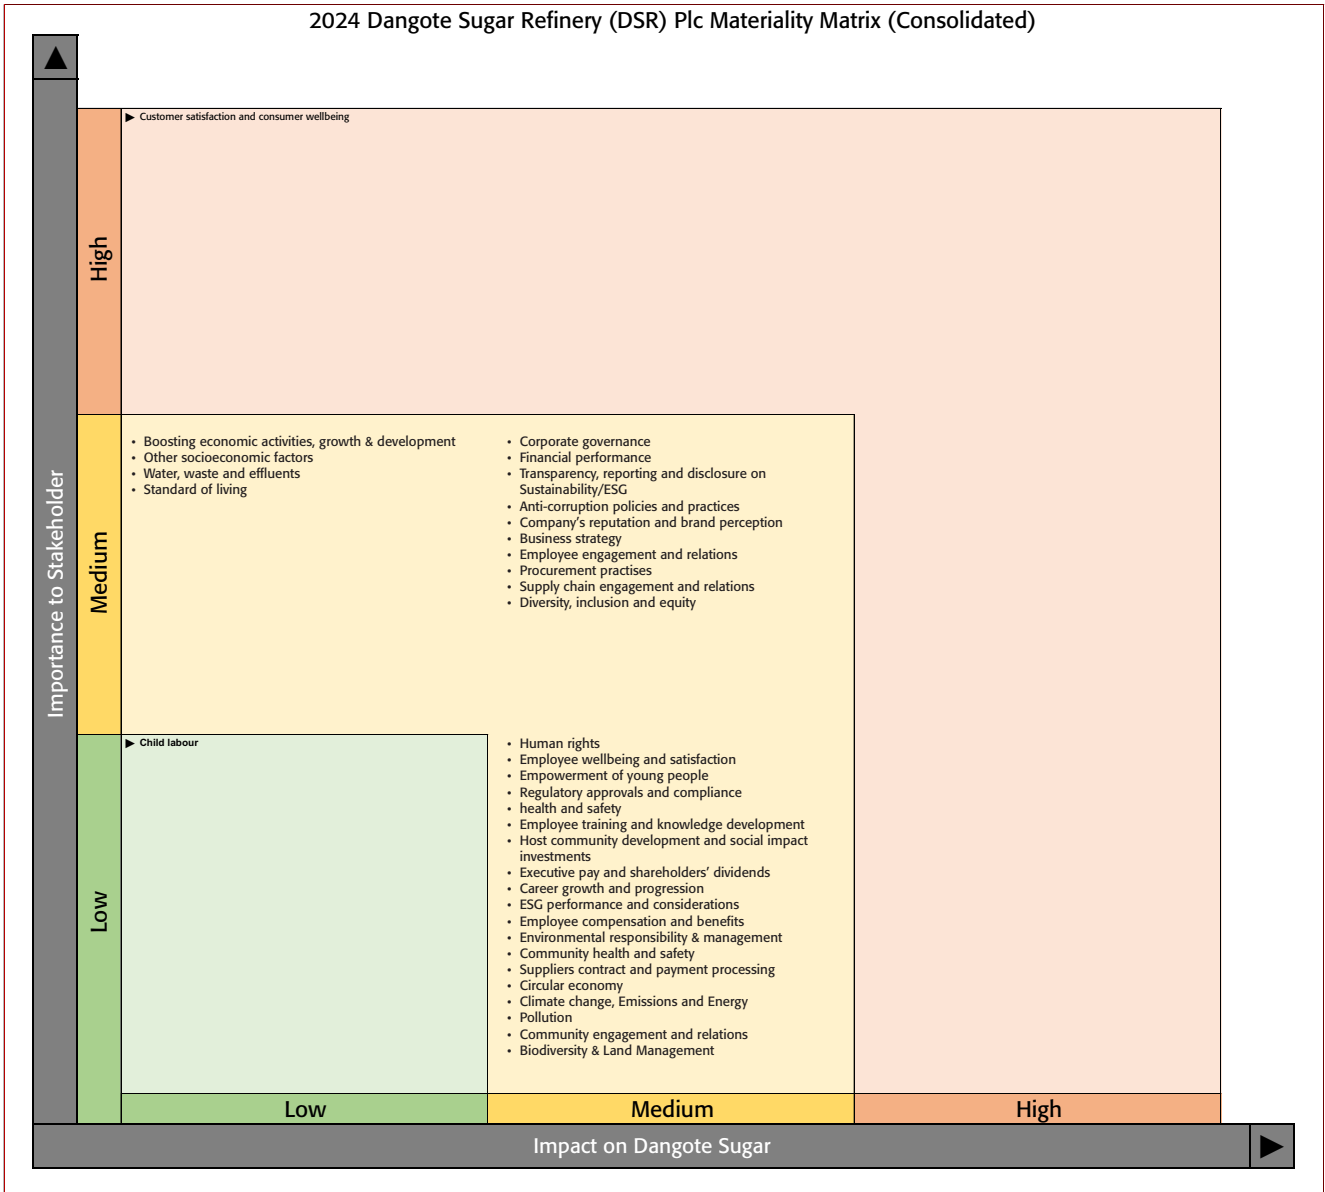 2024 Dangote Sugar Refinery (DSR) Plc Materiality Matrix (Consolidated)
Importance to Stakeholder
High
▶ Customer satisfaction and consumer wellbeing
Medium
• Boosting economic activities, growth & development
• Other socioeconomic factors
• Water, waste and effluents
• Standard of living
• Corporate governance
• Financial performance
• Transparency, reporting and disclosure on
Sustainability/ESG
• Anti-corruption policies and practices
• Company's reputation and brand perception
• Business strategy
• Employee engagement and relations
• Procurement practises
• Supply chain engagement and relations
• Diversity, inclusion and equity
Low
▶ Child labour
• Human rights
• Employee wellbeing and satisfaction
• Empowerment of young people
• Regulatory approvals and compliance
• health and safety
• Employee training and knowledge development
• Host community development and social impact
investments
• Executive pay and shareholders' dividends
• Career growth and progression
• ESG performance and considerations
• Employee compensation and benefits
• Environmental responsibility & management
• Community health and safety
• Suppliers contract and payment processing
• Circular economy
• Climate change, Emissions and Energy
• Pollution
• Community engagement and relations
• Biodiversity & Land Management
Low
Medium
High
Impact on Dangote Sugar